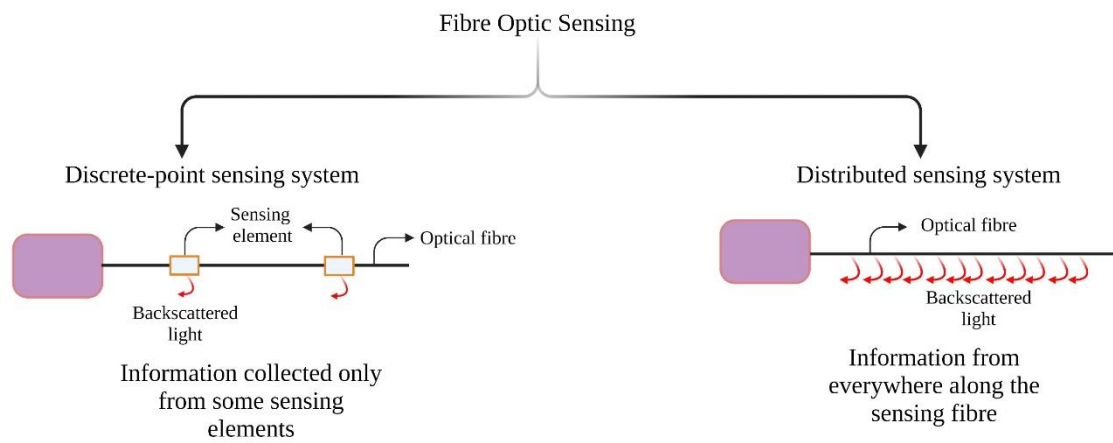 Fibre Optic Sensing
Discrete-point sensing system
Sensing
element
Optical fibre
Backscattered
light
Information collected only
from some sensing
elements
Distributed sensing system
Optical fibre
Backscattered
light
Information from
everywhere along the
sensing fibre